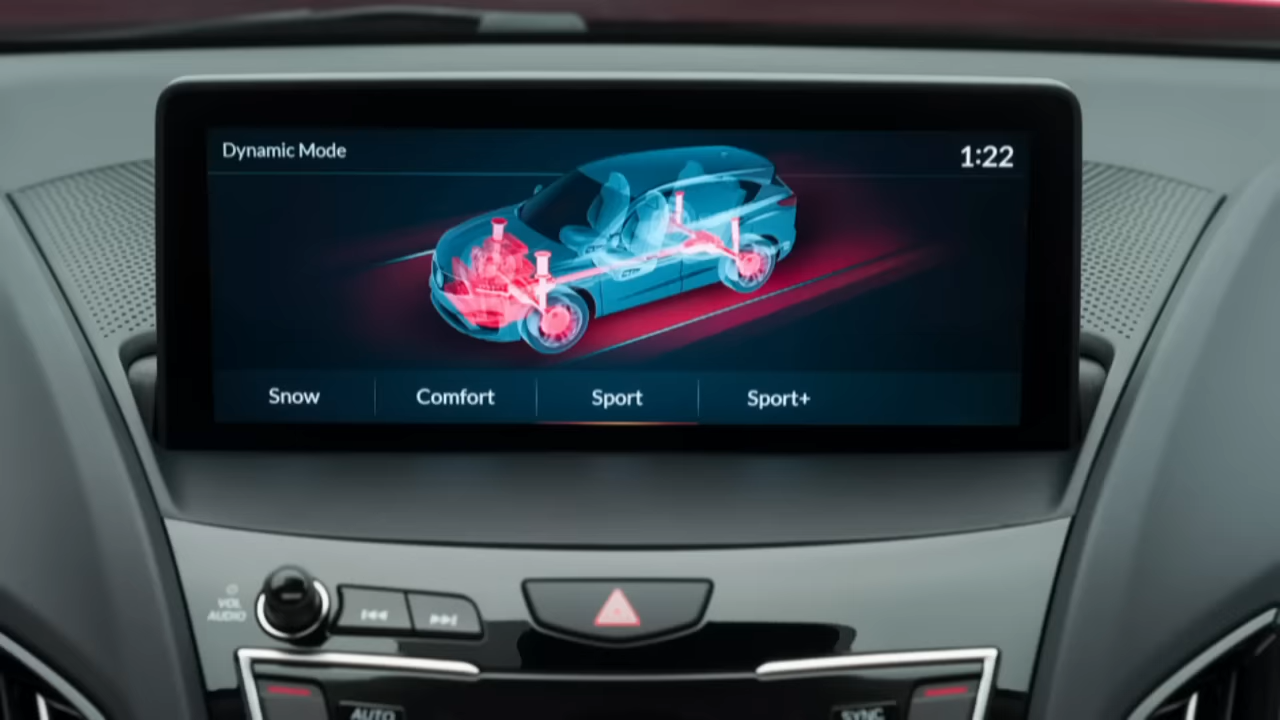 Dynamic Mode
1:22
Snow Comfort Sport Sport+
VOL
AUDIO
AUTO
SYNC